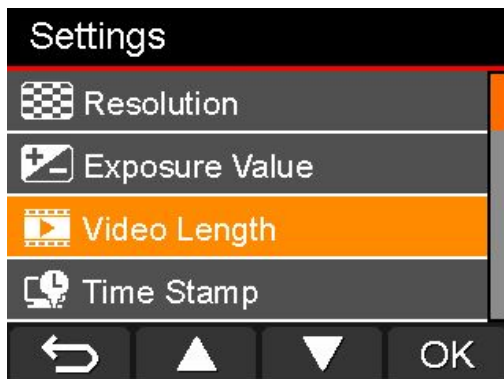 Settings
Resolution
Exposure Value
Video Length
Time Stamp
OK